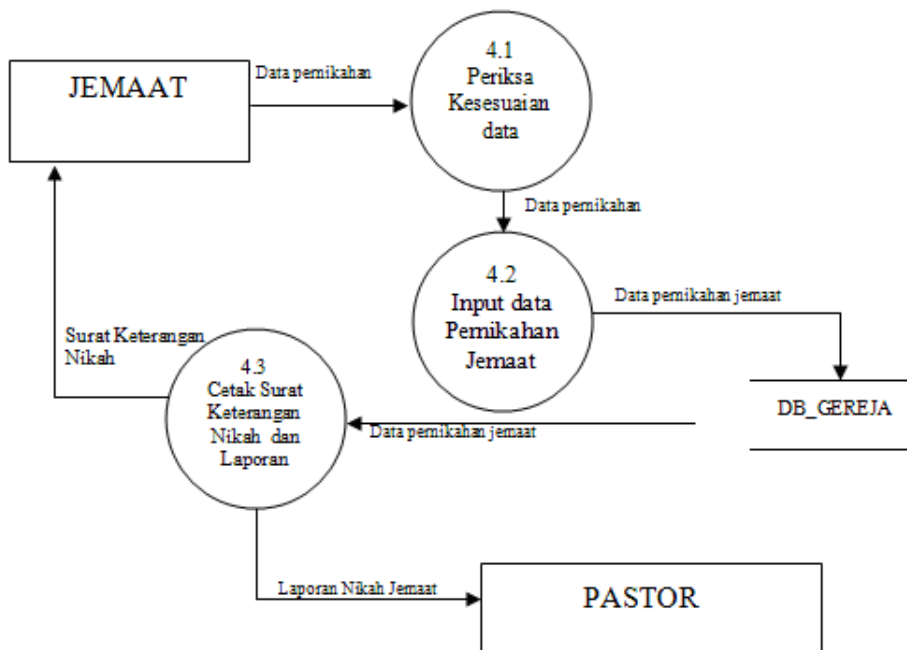 JEMAAT
Data pernikahan
4.1
Periksa
Kesesuaian
data
Data pernikahan
4.2
Input data
Pernikahan
Jemaat
Data pernikahan jemaat
DB_GEREJA
Data pernikahan jemaat
4.3
Cetak Surat
Keterangan
Nikah dan
Laporan
Surat Keterangan
Nikah
Laporan Nikah Jemaat
PASTOR